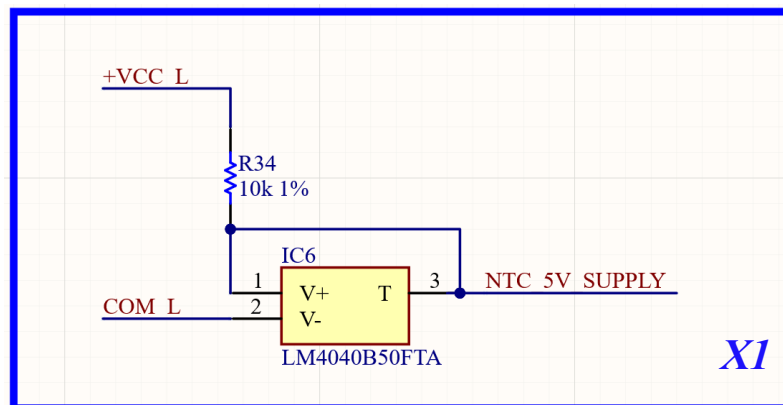 +VCC_L
R34
10k 1%
IC6
1
V+
T
3
NTC_5V_SUPPLY
COM_L
2
V-
LM4040B50FTA
X1